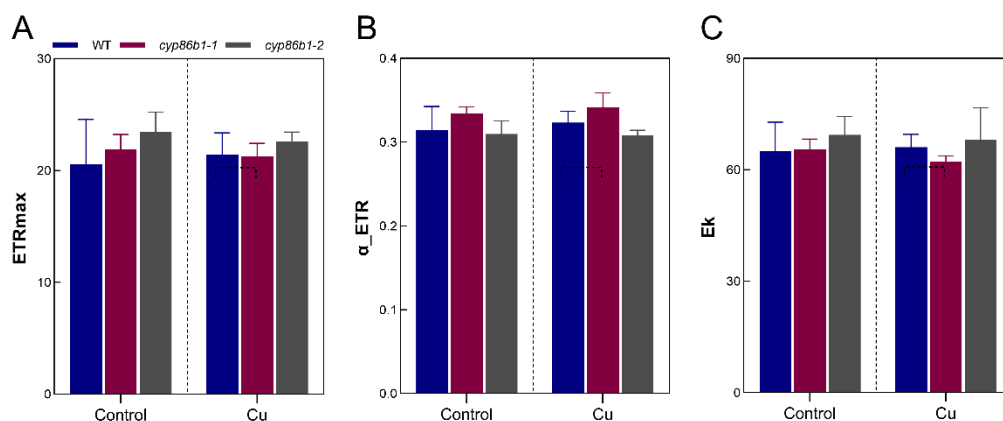 A
WT cyp86b1-1 cyp86b1-2
30
20
10
0
ETRmax
Control Cu
B
0.4
0.3
0.2
0.1
0.0
α_ETR
Control Cu
C
90
60
30
0
Ek
Control Cu